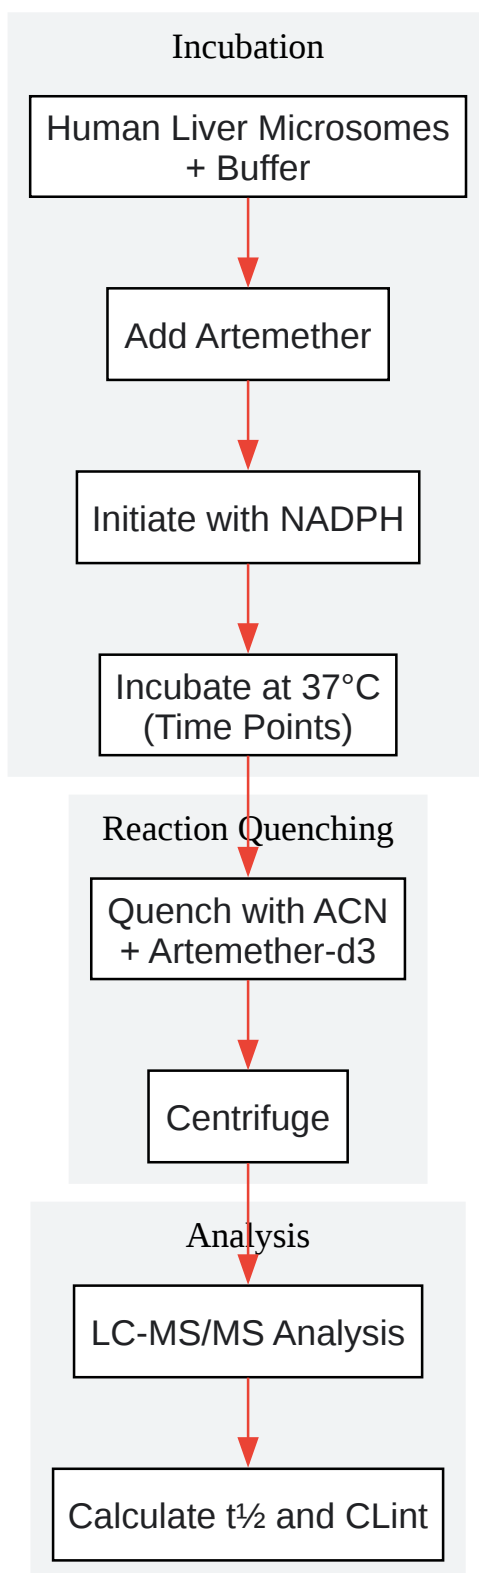 Incubation
Human Liver Microsomes
+ Buffer
Add Artemether
Initiate with NADPH
Incubate at 37°C
(Time Points)
Reaction Quenching
Quench with ACN
+ Artemether-d3
Centrifuge
Analysis
LC-MS/MS Analysis
Calculate t½ and CLint